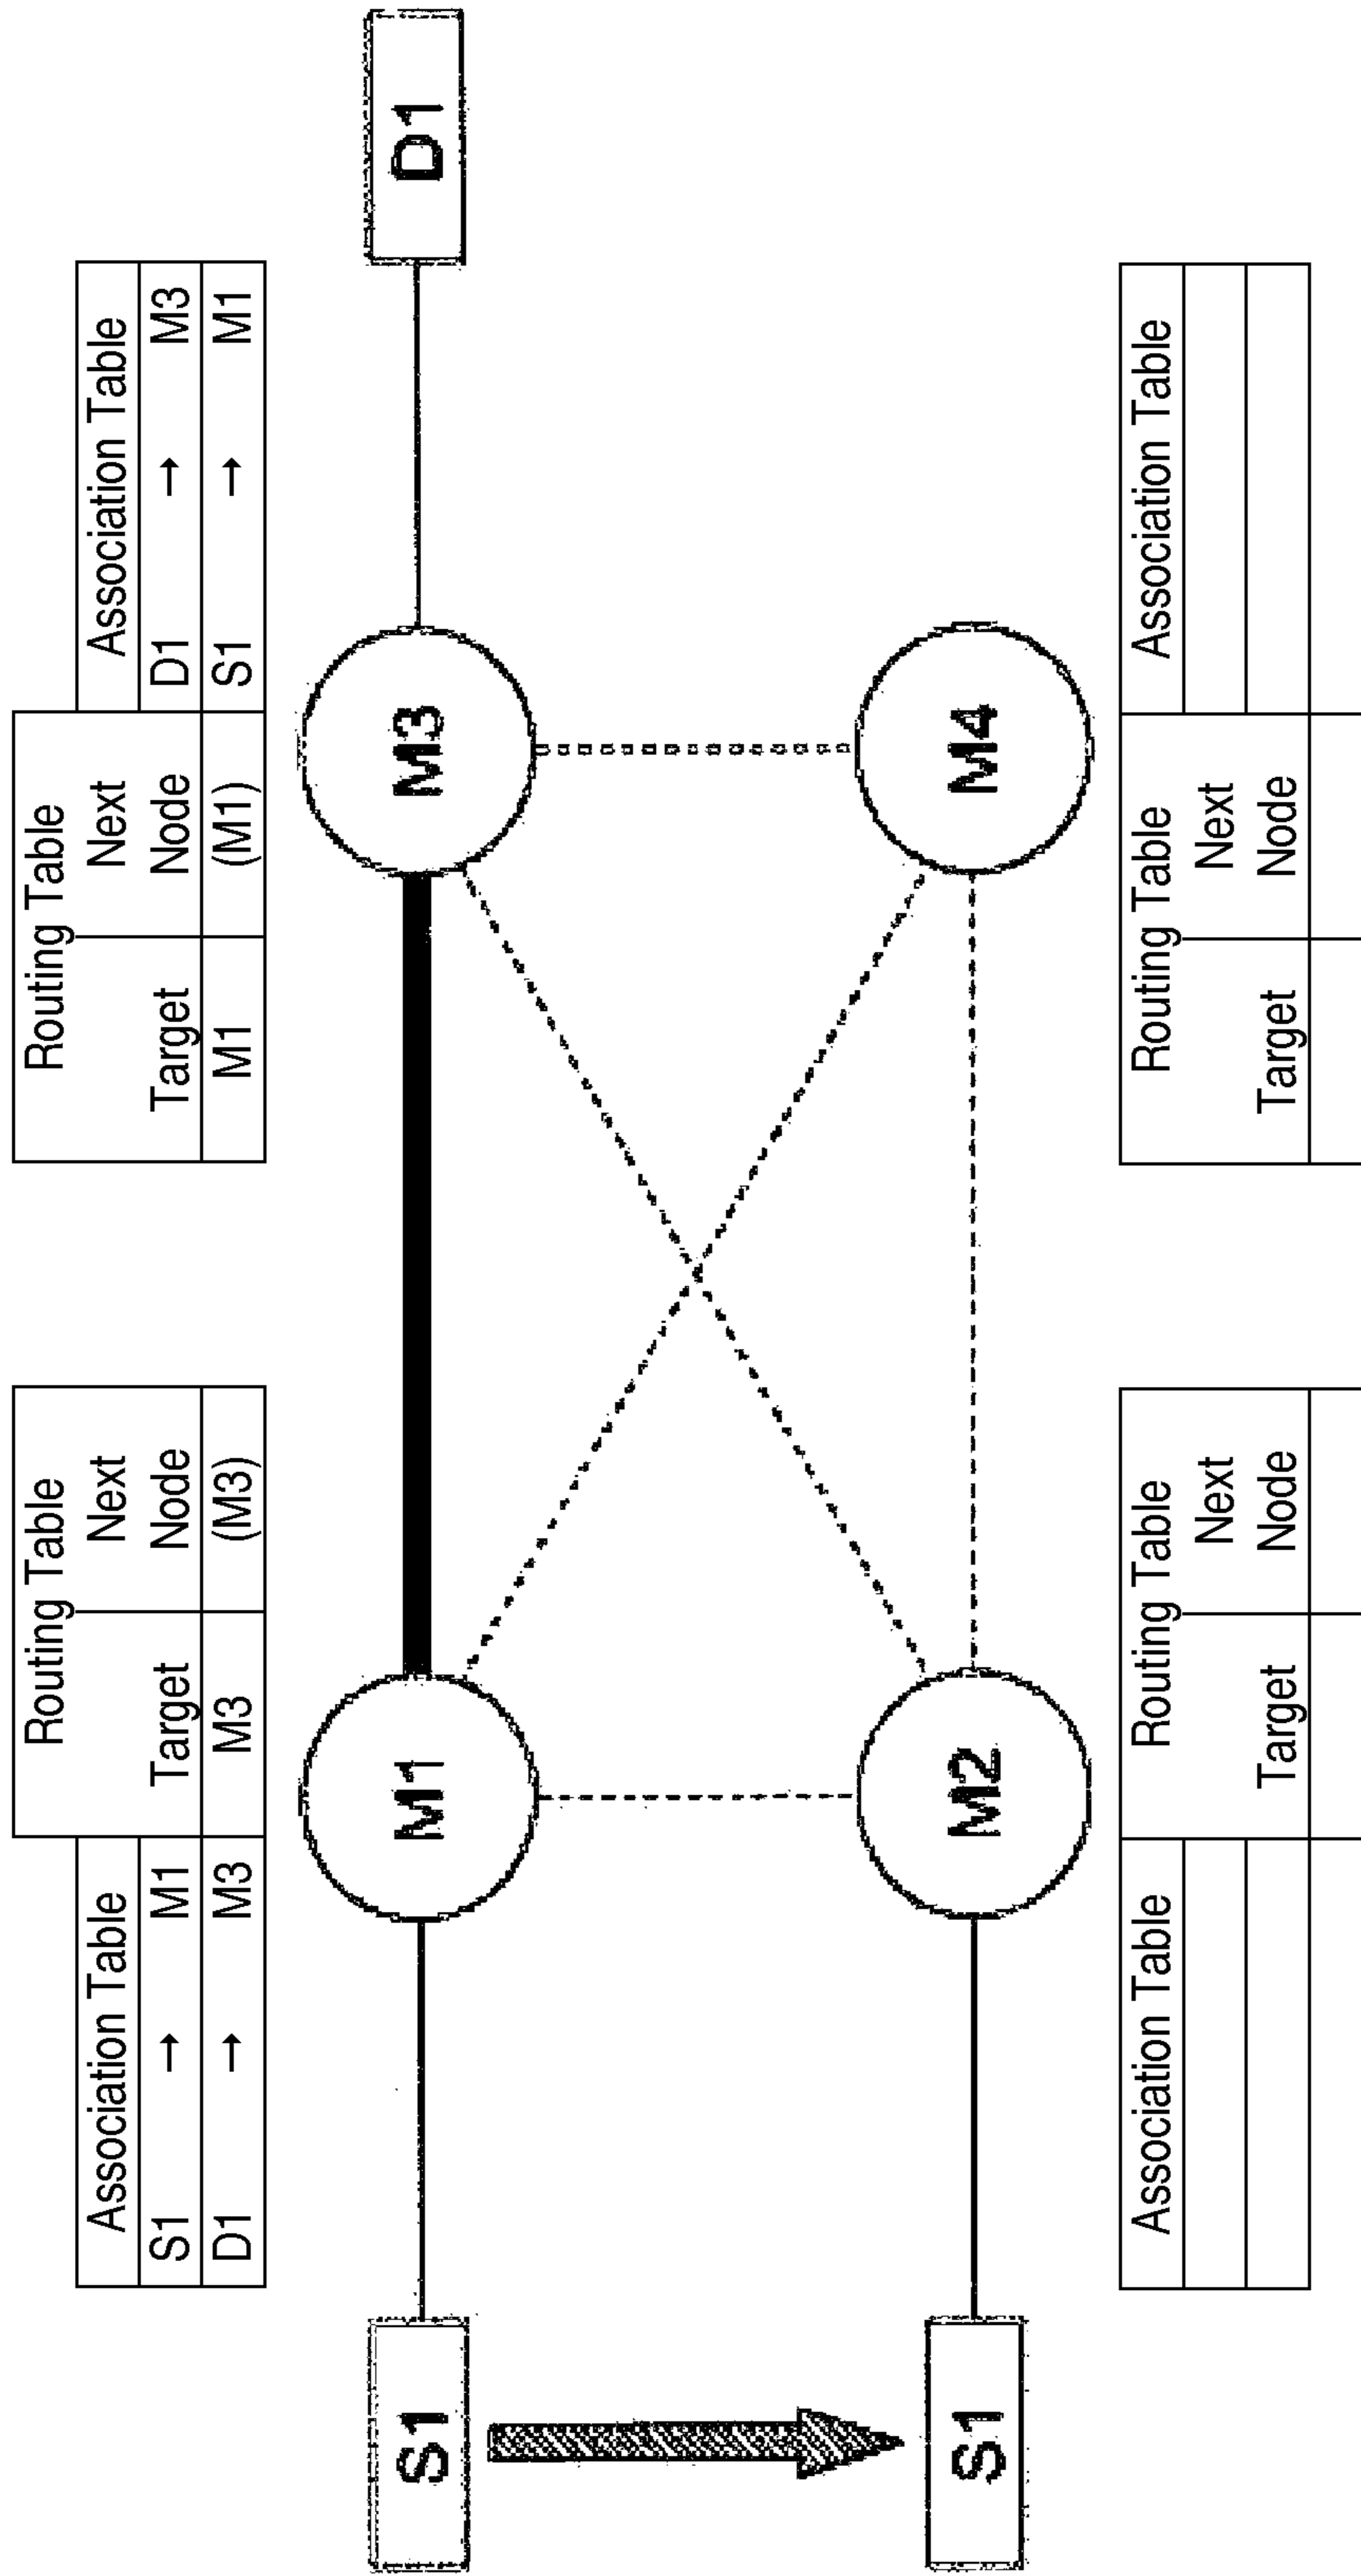 Routing Table
Association Table
Next
S1 → M1
Target
Node
D1 → M3
M3
(M3)
Routing Table
Next
Association Table
Target
Node
D1 → M3
M1
(M1)
S1 → M1
S1
M1
M3
D1
S1
M2
M4
Association Table
Routing Table
Next
Target
Node
Routing Table
Association Table
Next
Target
Node